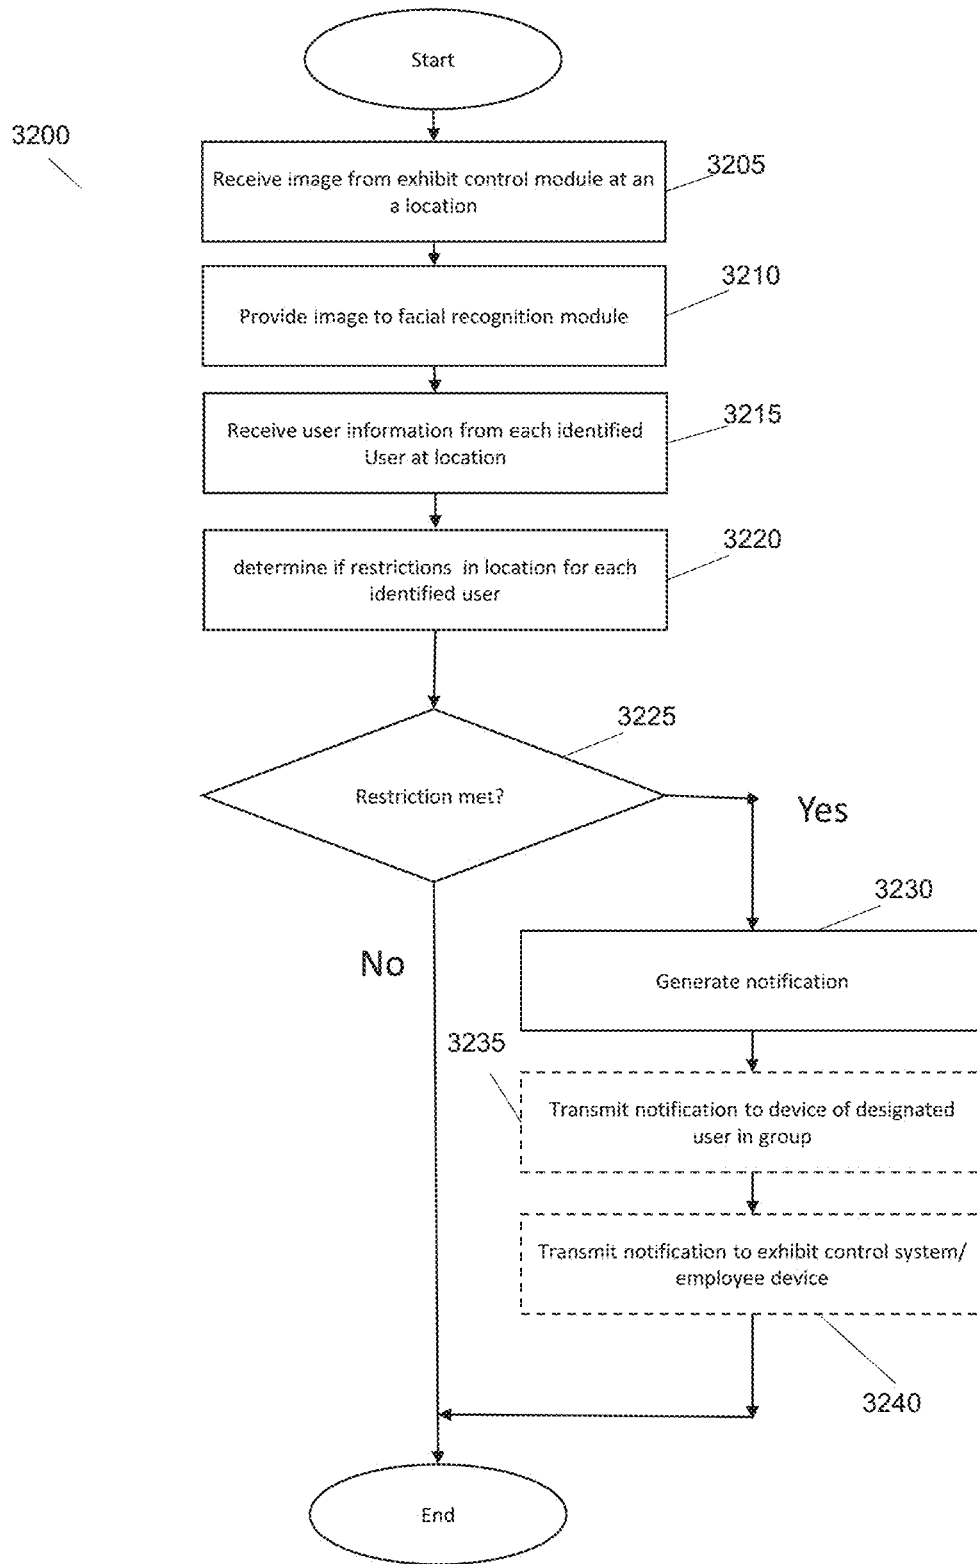 Start
3200
3205
Receive image from exhibit control module at an
a location
3210
Provide image to facial recognition module
3215
Receive user information from each identified
User at location
3220
determine if restrictions in location for each
identified user
3225
Restriction met?
Yes
3230
No
Generate notification
3235
Transmit notification to device of designated
user in group
Transmit notification to exhibit control system/
employee device
3240
End